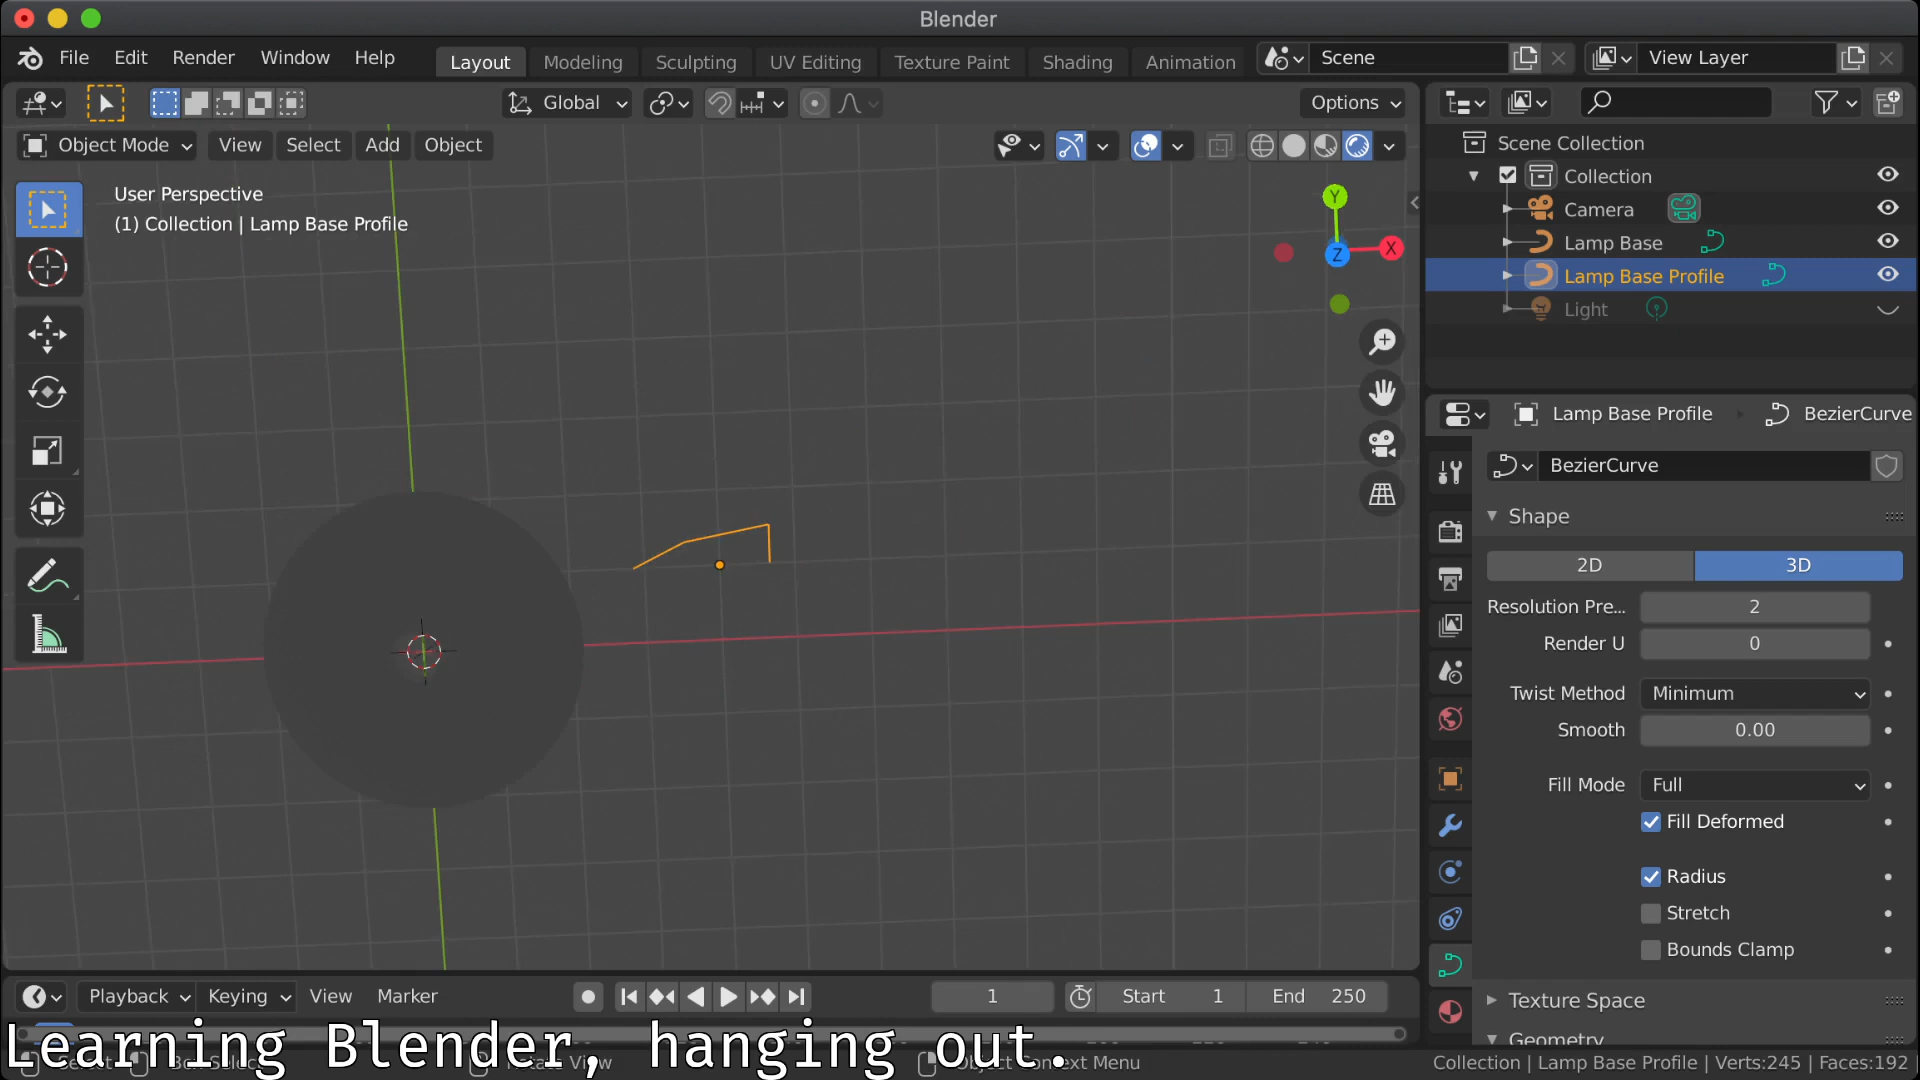 Blender
File Edit Render Window Help
Layout Modeling Sculpting UV Editing Texture Paint Shading Animation
Scene
View Layer
Global
Options
Object Mode View Select Add Object
User Perspective
(1) Collection | Lamp Base Profile
Y
X
Z
Scene Collection
Collection
Camera
Lamp Base
Lamp Base Profile
Light
Lamp Base Profile BezierCurve
BezierCurve
Shape
2D 3D
Resolution Pre... 2
Render U 0
Twist Method Minimum
Smooth 0.00
Fill Mode Full
Fill Deformed
Radius
Stretch
Bounds Clamp
Texture Space
Geometry
Playback Keying View Marker
1
Start 1 End 250
Learning Blender, hanging out.
Context Menu
Collection | Lamp Base Profile | Verts:245 | Faces:192